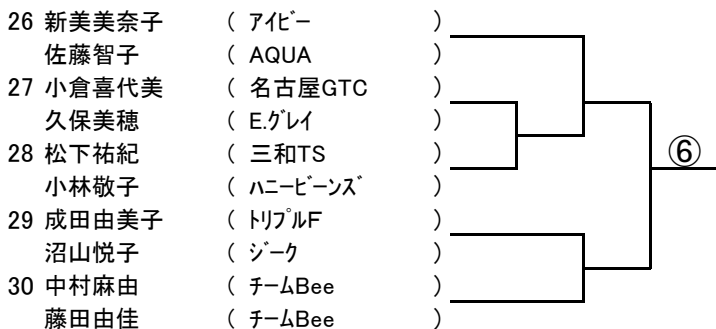 26 新美美奈子 ( アイビー )
佐藤智子 ( AQUA )
27 小倉喜代美 ( 名古屋GTC )
久保美穂 ( E.グレイ )
28 松下祐紀 ( 三和TS )
小林敬子 ( ハニービーンズ )
⑥
29 成田由美子 ( トリプルF )
沼山悦子 ( ジーク )
30 中村麻由 ( チームBee )
藤田由佳 ( チームBee )